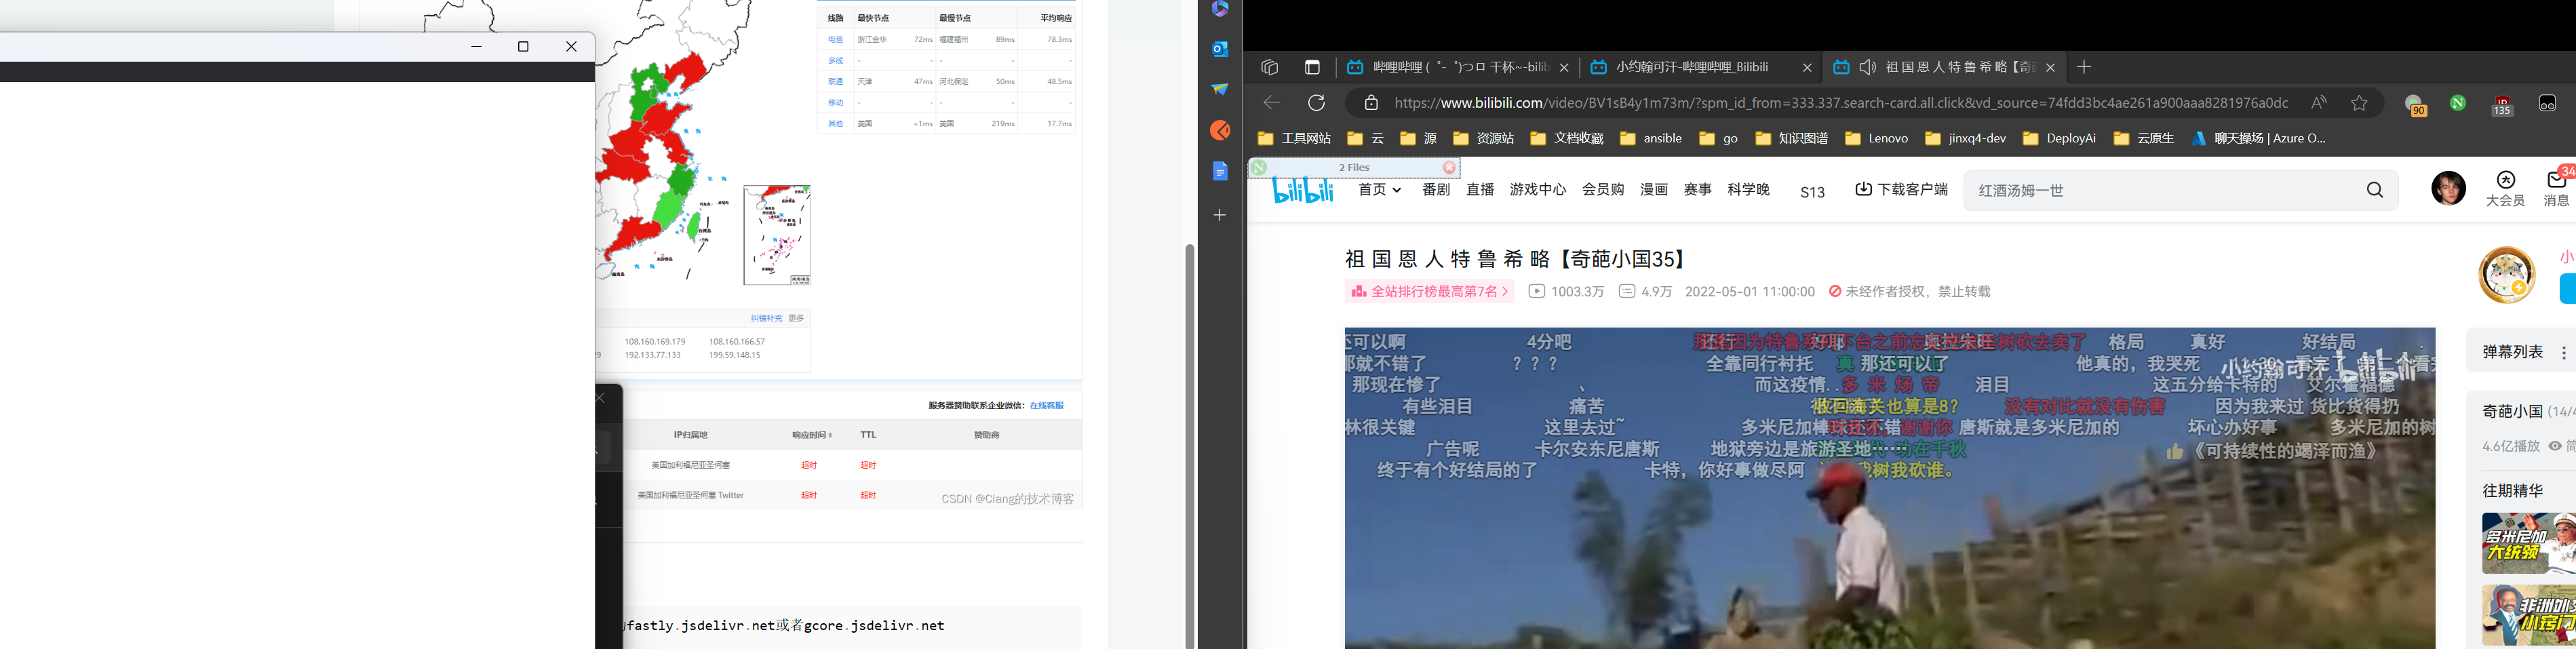 线路 最快节点 最慢节点 平均响应
电信 浙江金华 72ms 福建福州 89ms 78.3ms
多线 - - - - -
联通 天津 47ms 河北保定 50ms 48.5ms
移动 - - - - -
其他 美国 <1ms 美国 219ms 17.7ms
纠错补充 更多
108.160.169.179 108.160.166.57
29 192.133.77.133 199.59.148.15
服务器赞助联系企业微信：在线客服
IP归属地 响应时间 TTL 赞助商
美国加利福尼亚圣何塞 超时 超时
美国加利福尼亚圣何塞 Twitter 超时 超时
CSDN @Clang的技术博客
fastly.jsdelivr.net或者gcore.jsdelivr.net
哔哩哔哩 (゜-゜)つロ 干杯~-bilib
小约翰可汗-哔哩哔哩_Bilibili
祖 国 恩 人 特 鲁 希 略【奇葩
https://www.bilibili.com/video/BV1sB4y1m73m/?spm_id_from=333.337.search-card.all.click&vd_source=74fdd3bc4ae261a900aaa8281976a0dc
90
135
工具网站 云 源 资源站 文档收藏 ansible go 知识图谱 Lenovo jinxq4-dev DeployAi 云原生 聊天操场 | Azure O...
2 Files
bilibili 首页 番剧 直播 游戏中心 会员购 漫画 赛事 科学晚 S13 下载客户端
红酒汤姆一世
大会员 消息
34
祖 国 恩 人 特 鲁 希 略【奇葩小国35】
全站排行榜最高第7名 1003.3万 4.9万 2022-05-01 11:00:00 未经作者授权，禁止转载
小
还可以啊 4分吧 格局 真好 好结局
那就不错了 ？？？ 全靠同行衬托 真 那还可以了 他真的，我哭死
那现在惨了 、 而这疫情.. 多 米 炀 帝 泪目 这五分给卡特的 艾尔霍福德
有些泪目 痛苦 没有对比就没有伤害 因为我来过 货比货得扔
林很关键 这里去过~ 唐斯就是多米尼加的 坏心办好事 多米尼加的树
广告呢 卡尔安东尼唐斯 地狱旁边是旅游圣地…… 功在千秋 《可持续性的竭泽而渔》
终于有个好结局的了 卡特，你好事做尽阿 我树我砍谁。
弹幕列表
奇葩小国 (14/4
4.6亿播放 简
往期精华
多米尼加
大统领
非洲
小窍门